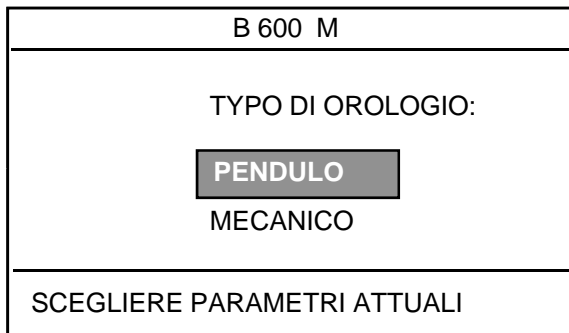 B 600 M
TYPO DI OROLOGIO:
PENDULO
MECANICO
SCEGLIERE PARAMETRI ATTUALI